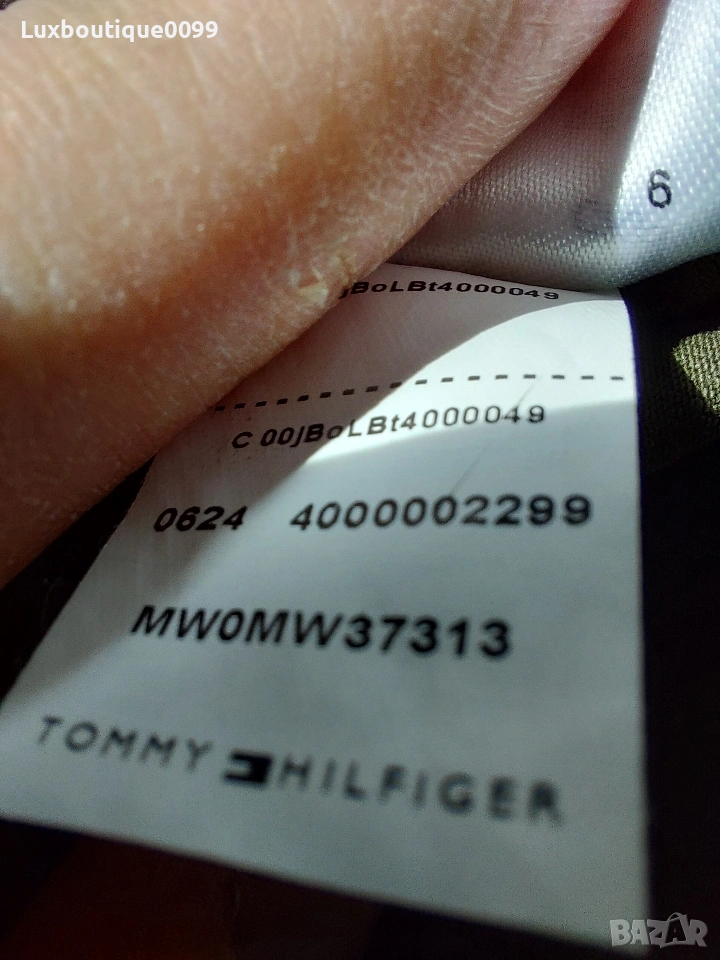 Luxboutique0099
6
jBoLBt4000049
C 00jBoLBt4000049
0624 4000002299
MW0MW37313
TOMMY HILFIGER
BAZAR